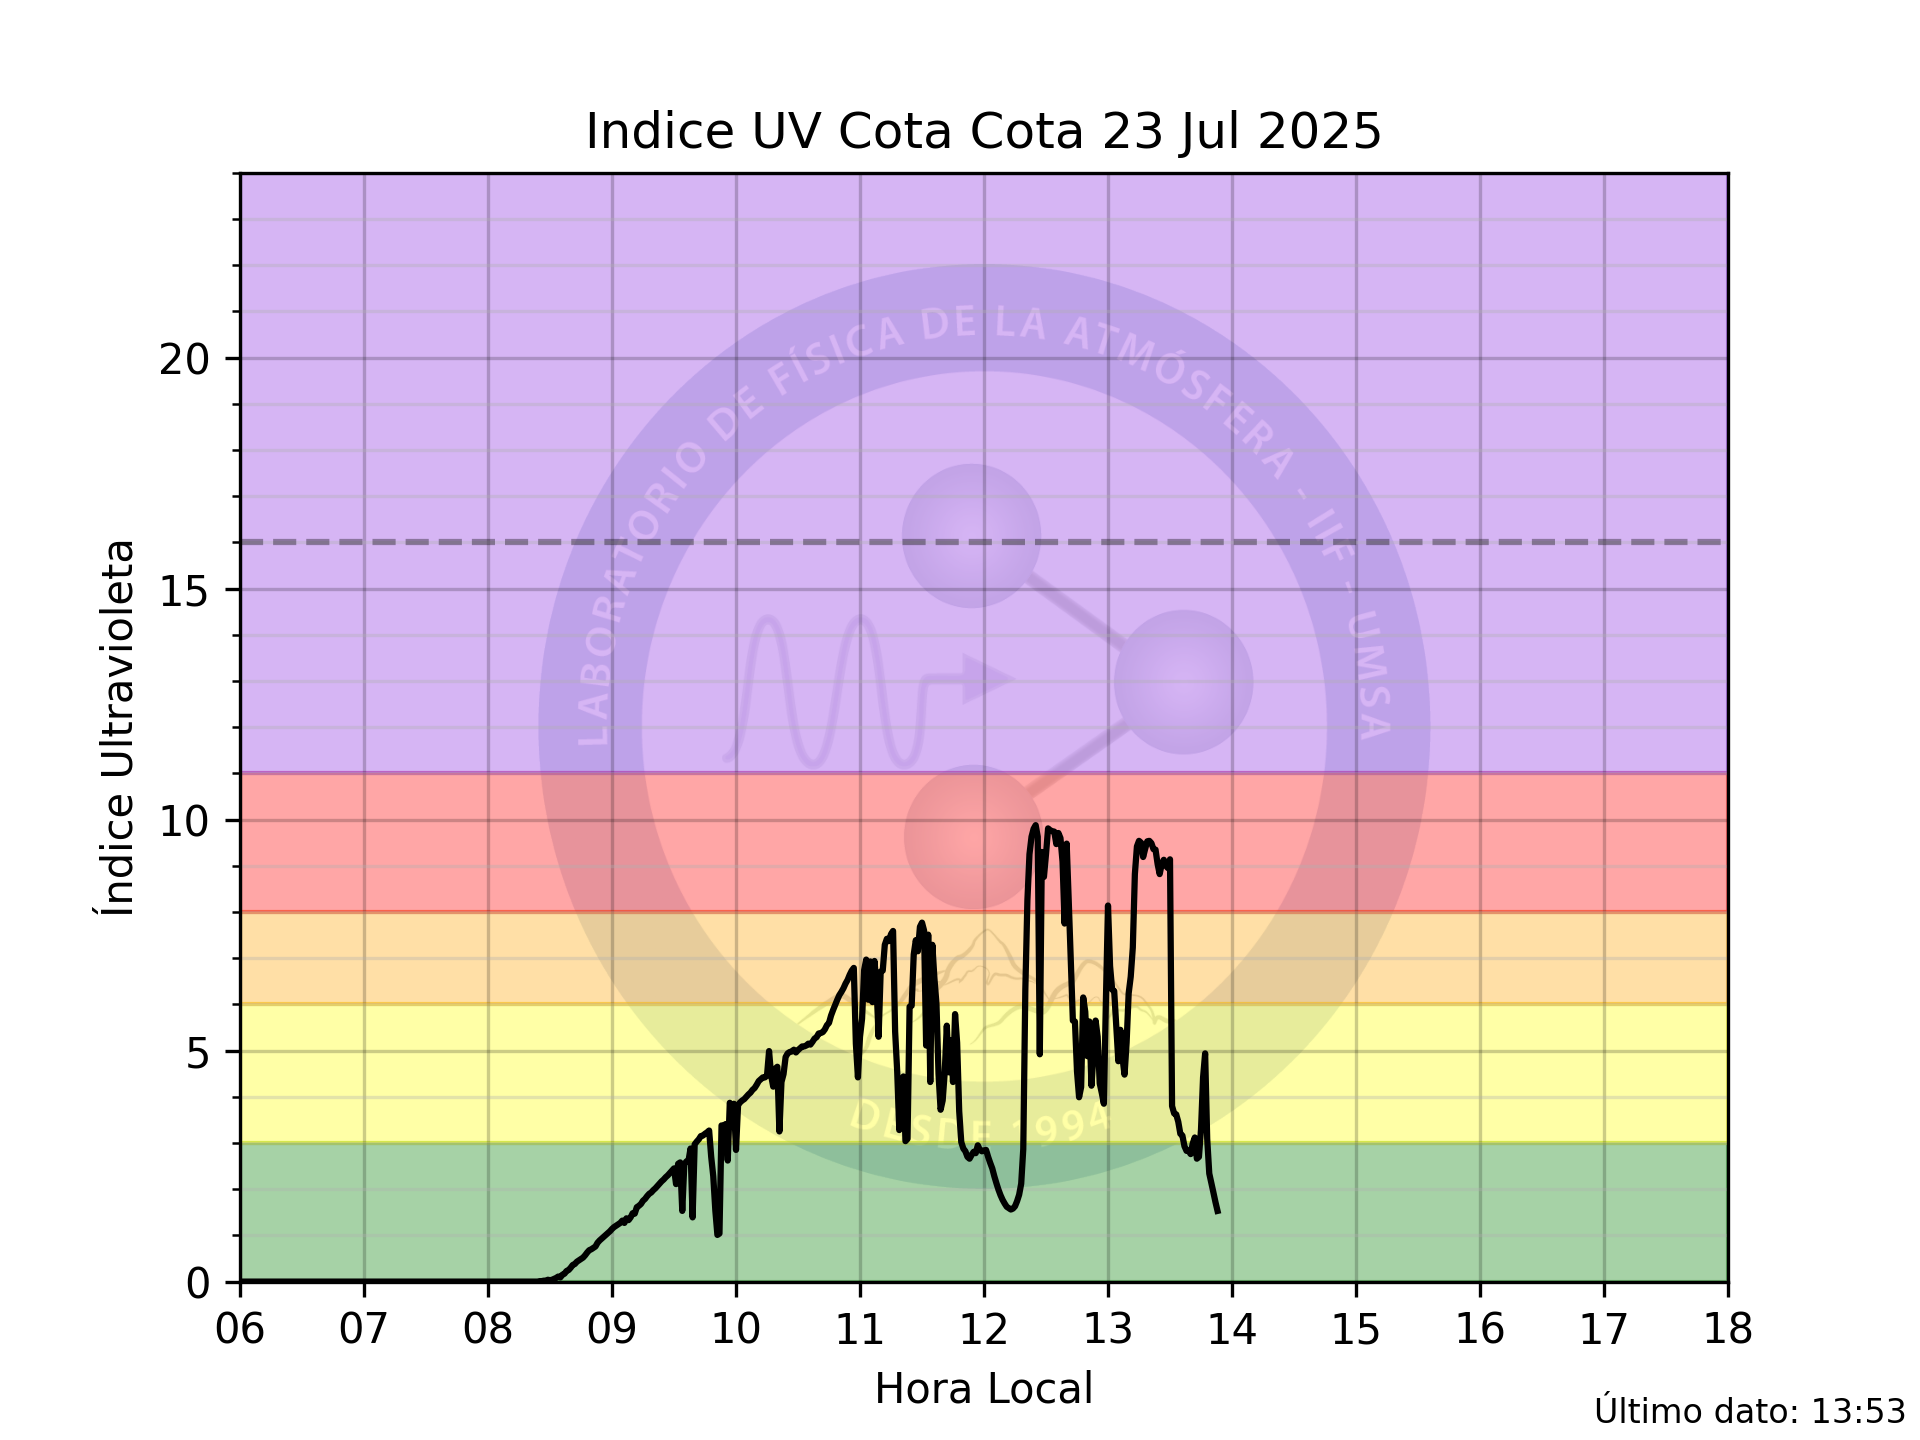 Indice UV Cota Cota 23 Jul 2025
LABORATORIO DE FÍSICA DE LA ATMÓSFERA - IIF - UMSA
DESDE 1994
Índice Ultravioleta
20
15
10
5
0
06 07 08 09 10 11 12 13 14 15 16 17 18
Hora Local
Último dato: 13:53